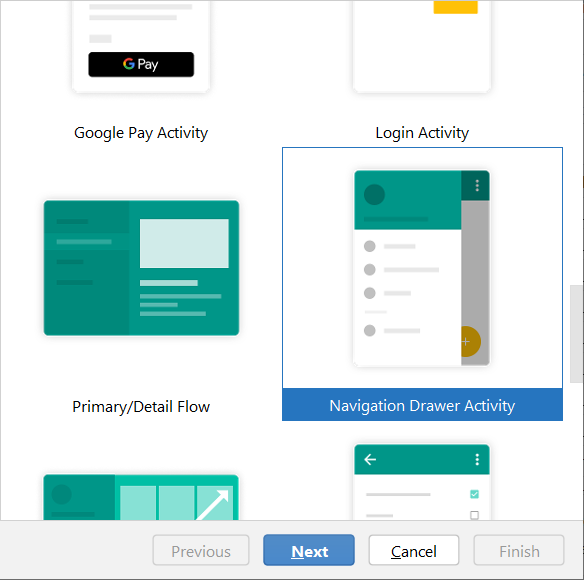 G Pay
Google Pay Activity
Login Activity
Primary/Detail Flow
Navigation Drawer Activity
Previous
Next
Cancel
Finish